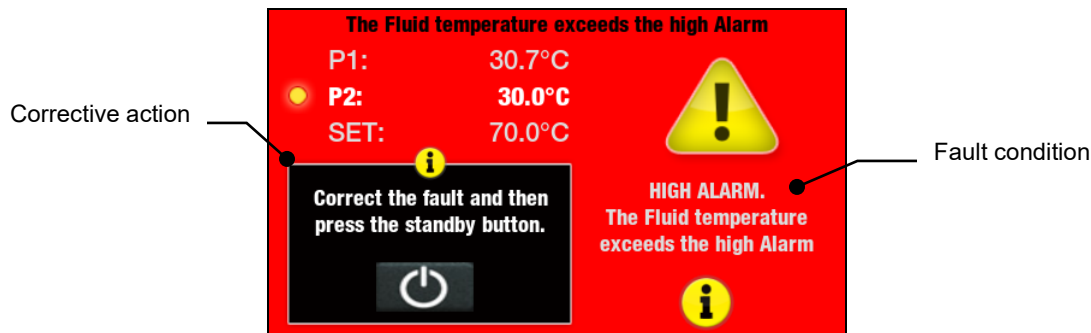 The Fluid temperature exceeds the high Alarm
P1: 30.7°C
P2: 30.0°C
SET: 70.0°C
Corrective action
Correct the fault and then
press the standby button.
Fault condition
HIGH ALARM.
The Fluid temperature
exceeds the high Alarm